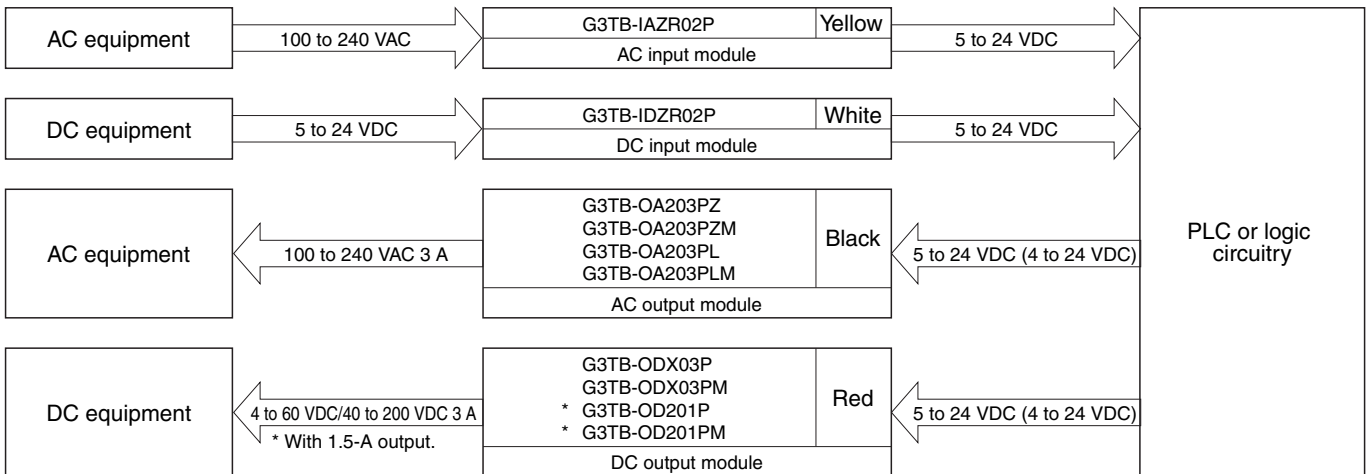 AC equipment
100 to 240 VAC
G3TB-IAZR02P
Yellow
AC input module
5 to 24 VDC
DC equipment
5 to 24 VDC
G3TB-IDZR02P
White
DC input module
5 to 24 VDC
AC equipment
100 to 240 VAC 3 A
G3TB-OA203PZ
G3TB-OA203PZM
G3TB-OA203PL
G3TB-OA203PLM
Black
AC output module
5 to 24 VDC (4 to 24 VDC)
PLC or logic
circuitry
DC equipment
4 to 60 VDC/40 to 200 VDC 3 A
* With 1.5-A output.
G3TB-ODX03P
G3TB-ODX03PM
* G3TB-OD201P
* G3TB-OD201PM
Red
DC output module
5 to 24 VDC (4 to 24 VDC)